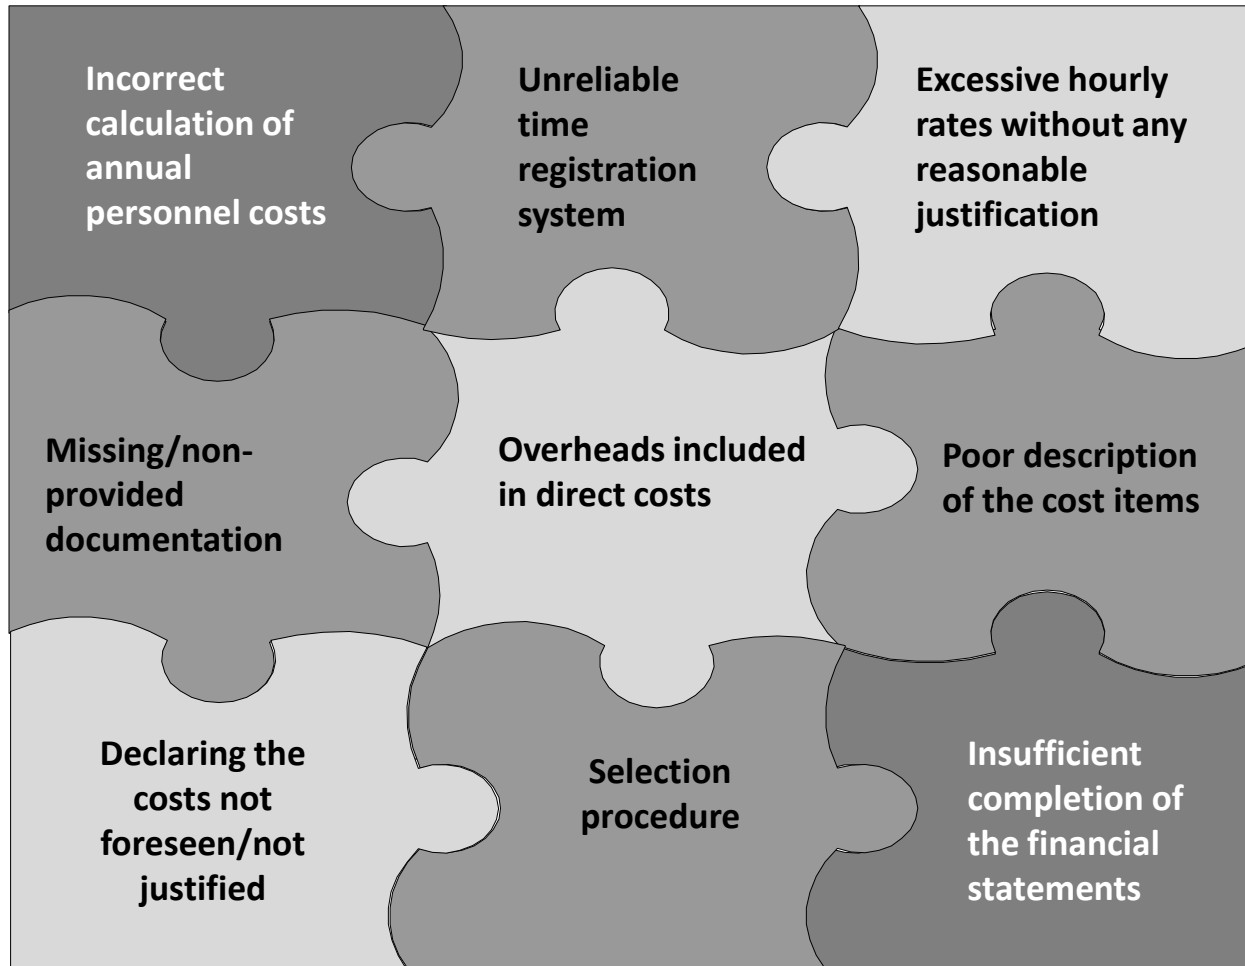 Incorrect
calculation of
annual
personnel costs
Unreliable
time
registration
system
Excessive hourly
rates without any
reasonable
justification
Missing/non-
provided
documentation
Overheads included
in direct costs
Poor description
of the cost items
Declaring the
costs not
foreseen/not
justified
Selection
procedure
Insufficient
completion of
the financial
statements